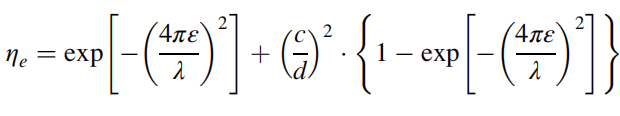 η_e = exp[−(4πε/λ)²] + (c/d)² · {1 − exp[−(4πε/λ)²]}